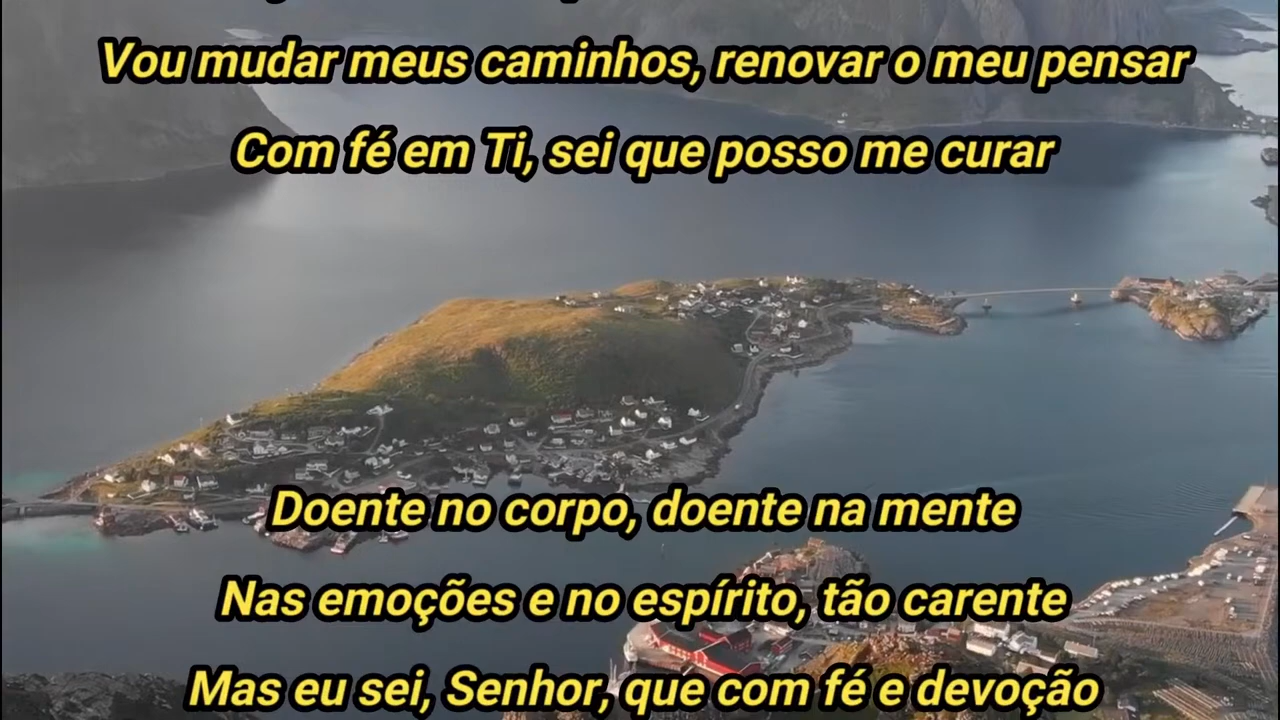 Vou mudar meus caminhos, renovar o meu pensar
Com fé em Ti, sei que posso me curar
Doente no corpo, doente na mente
Nas emoções e no espírito, tão carente
Mas eu sei, Senhor, que com fé e devoção